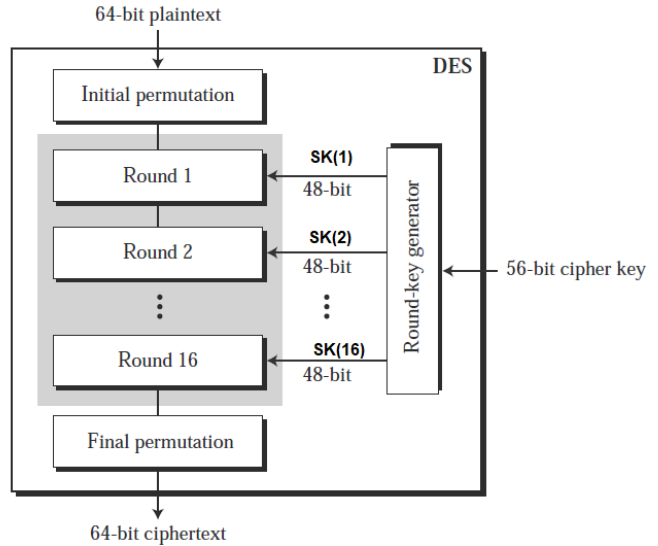 64-bit plaintext
DES
Initial permutation
Round 1
SK(1)
48-bit
Round 2
SK(2)
48-bit
Round 16
SK(16)
48-bit
Round-key generator
56-bit cipher key
Final permutation
64-bit ciphertext